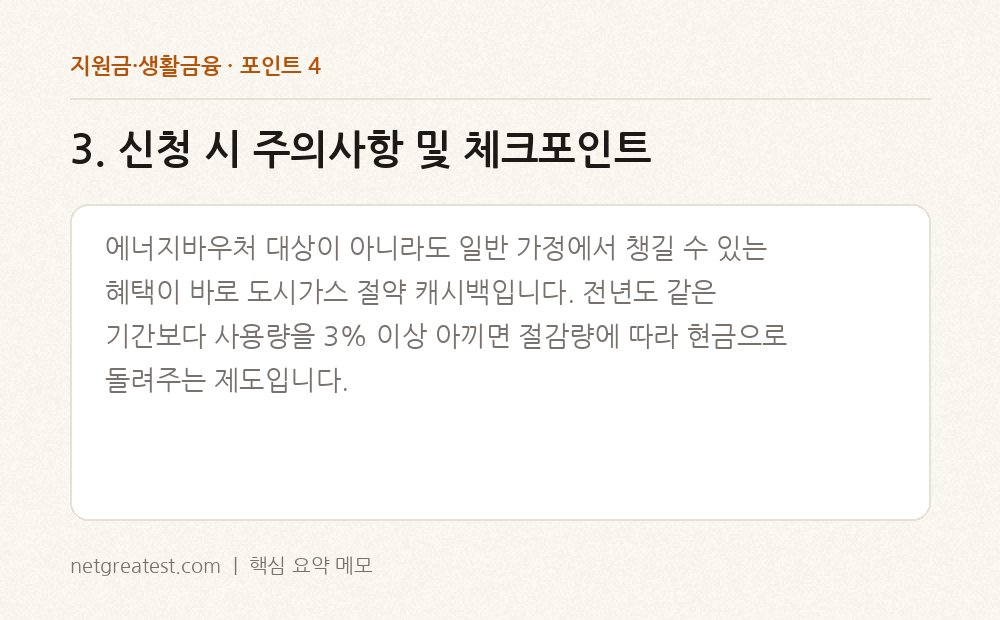 지원금·생활금융 · 포인트 4
3. 신청 시 주의사항 및 체크포인트
에너지바우처 대상이 아니라도 일반 가정에서 챙길 수 있는
혜택이 바로 도시가스 절약 캐시백입니다. 전년도 같은
기간보다 사용량을 3% 이상 아끼면 절감량에 따라 현금으로
돌려주는 제도입니다.
netgreatest.com | 핵심 요약 메모